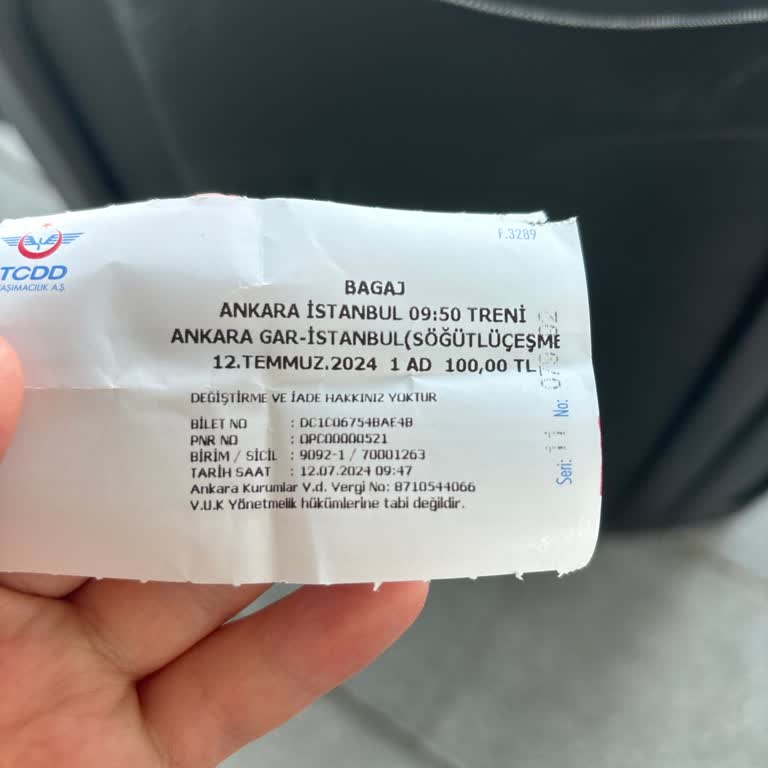 F.3289
TCDD
TAŞIMACILIK A.Ş.
BAGAJ
ANKARA İSTANBUL 09:50 TRENİ
ANKARA GAR-İSTANBUL(SÖĞÜTLÜÇEŞME
12.TEMMUZ.2024 1 AD 100,00 TL
DEĞİŞTİRME VE İADE HAKKINIZ YOKTUR
BİLET NO : DC1C06754BAE4B
PNR NO : OPC00000521
BİRİM / SİCİL : 9092-1 / 70001263
TARİH SAAT : 12.07.2024 09:47
Ankara Kurumlar V.d. Vergi No: 8710544066
V.U.K Yönetmelik hükümlerine tabi değildir.
Seri: 11 No: